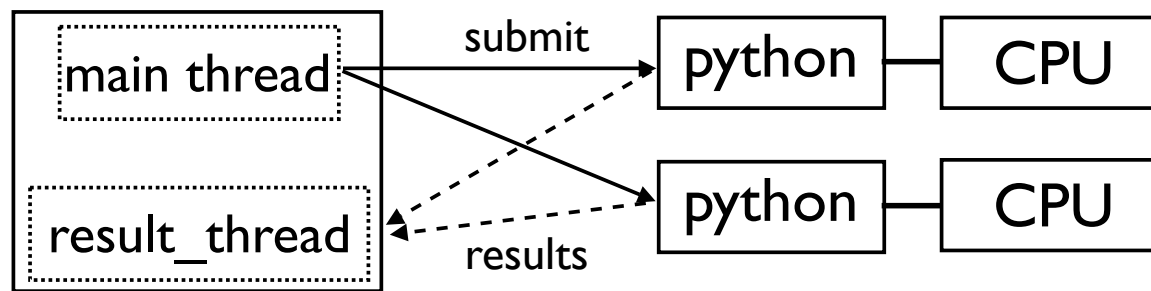 submit
main thread
python
CPU
result_thread
python
CPU
results